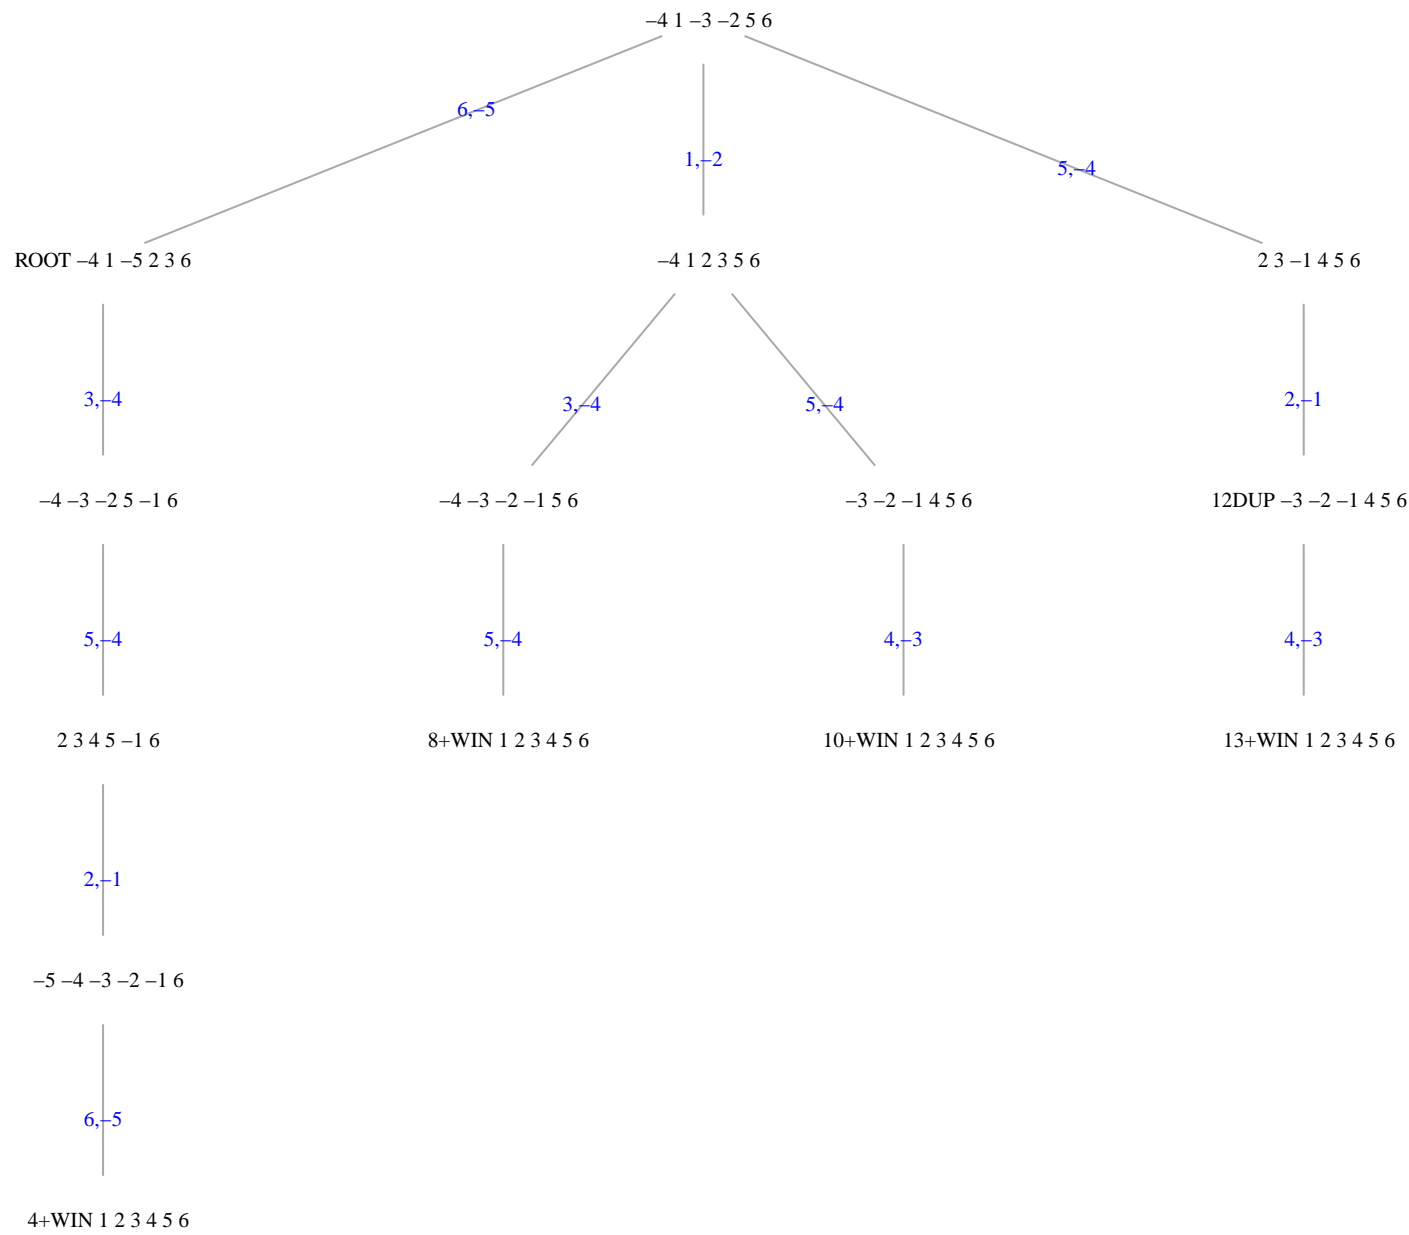 –4 1 –3 –2 5 6
6,–5
1,–2
5,–4
ROOT –4 1 –5 2 3 6
–4 1 2 3 5 6
2 3 –1 4 5 6
3,–4
3,–4
5,–4
2,–1
–4 –3 –2 5 –1 6
–4 –3 –2 –1 5 6
–3 –2 –1 4 5 6
12DUP –3 –2 –1 4 5 6
5,–4
5,–4
4,–3
4,–3
2 3 4 5 –1 6
8+WIN 1 2 3 4 5 6
10+WIN 1 2 3 4 5 6
13+WIN 1 2 3 4 5 6
2,–1
–5 –4 –3 –2 –1 6
6,–5
4+WIN 1 2 3 4 5 6